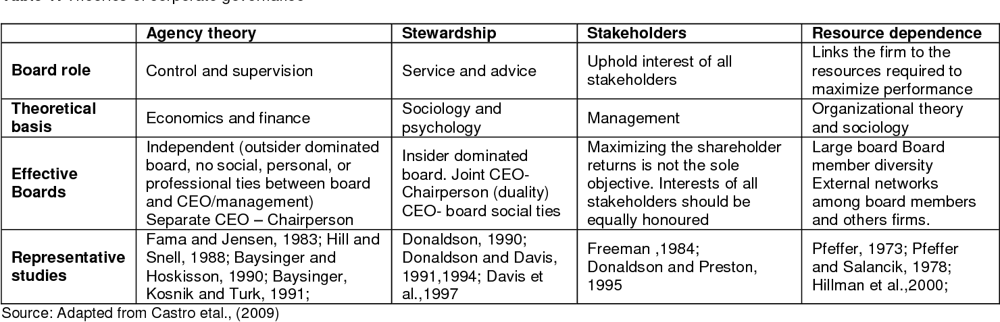 Theories of corporate governance
Agency theory
Stewardship
Stakeholders
Resource dependence
Board role
Control and supervision
Service and advice
Uphold interest of all
stakeholders
Links the firm to the
resources required to
maximize performance
Theoretical
basis
Economics and finance
Sociology and
psychology
Management
Organizational theory
and sociology
Effective
Boards
Independent (outsider dominated
board, no social, personal, or
professional ties between board
and CEO/management)
Separate CEO – Chairperson
Insider dominated
board. Joint CEO-
Chairperson (duality)
CEO- board social ties
Maximizing the shareholder
returns is not the sole
objective. Interests of all
stakeholders should be
equally honoured
Large board Board
member diversity
External networks
among board members
and others firms.
Representative
studies
Fama and Jensen, 1983; Hill and
Snell, 1988; Baysinger and
Hoskisson, 1990; Baysinger,
Kosnik and Turk, 1991;
Donaldson, 1990;
Donaldson and Davis,
1991,1994; Davis et
al.,1997
Freeman ,1984;
Donaldson and Preston,
1995
Pfeffer, 1973; Pfeffer
and Salancik, 1978;
Hillman et al.,2000;
Source: Adapted from Castro etal., (2009)